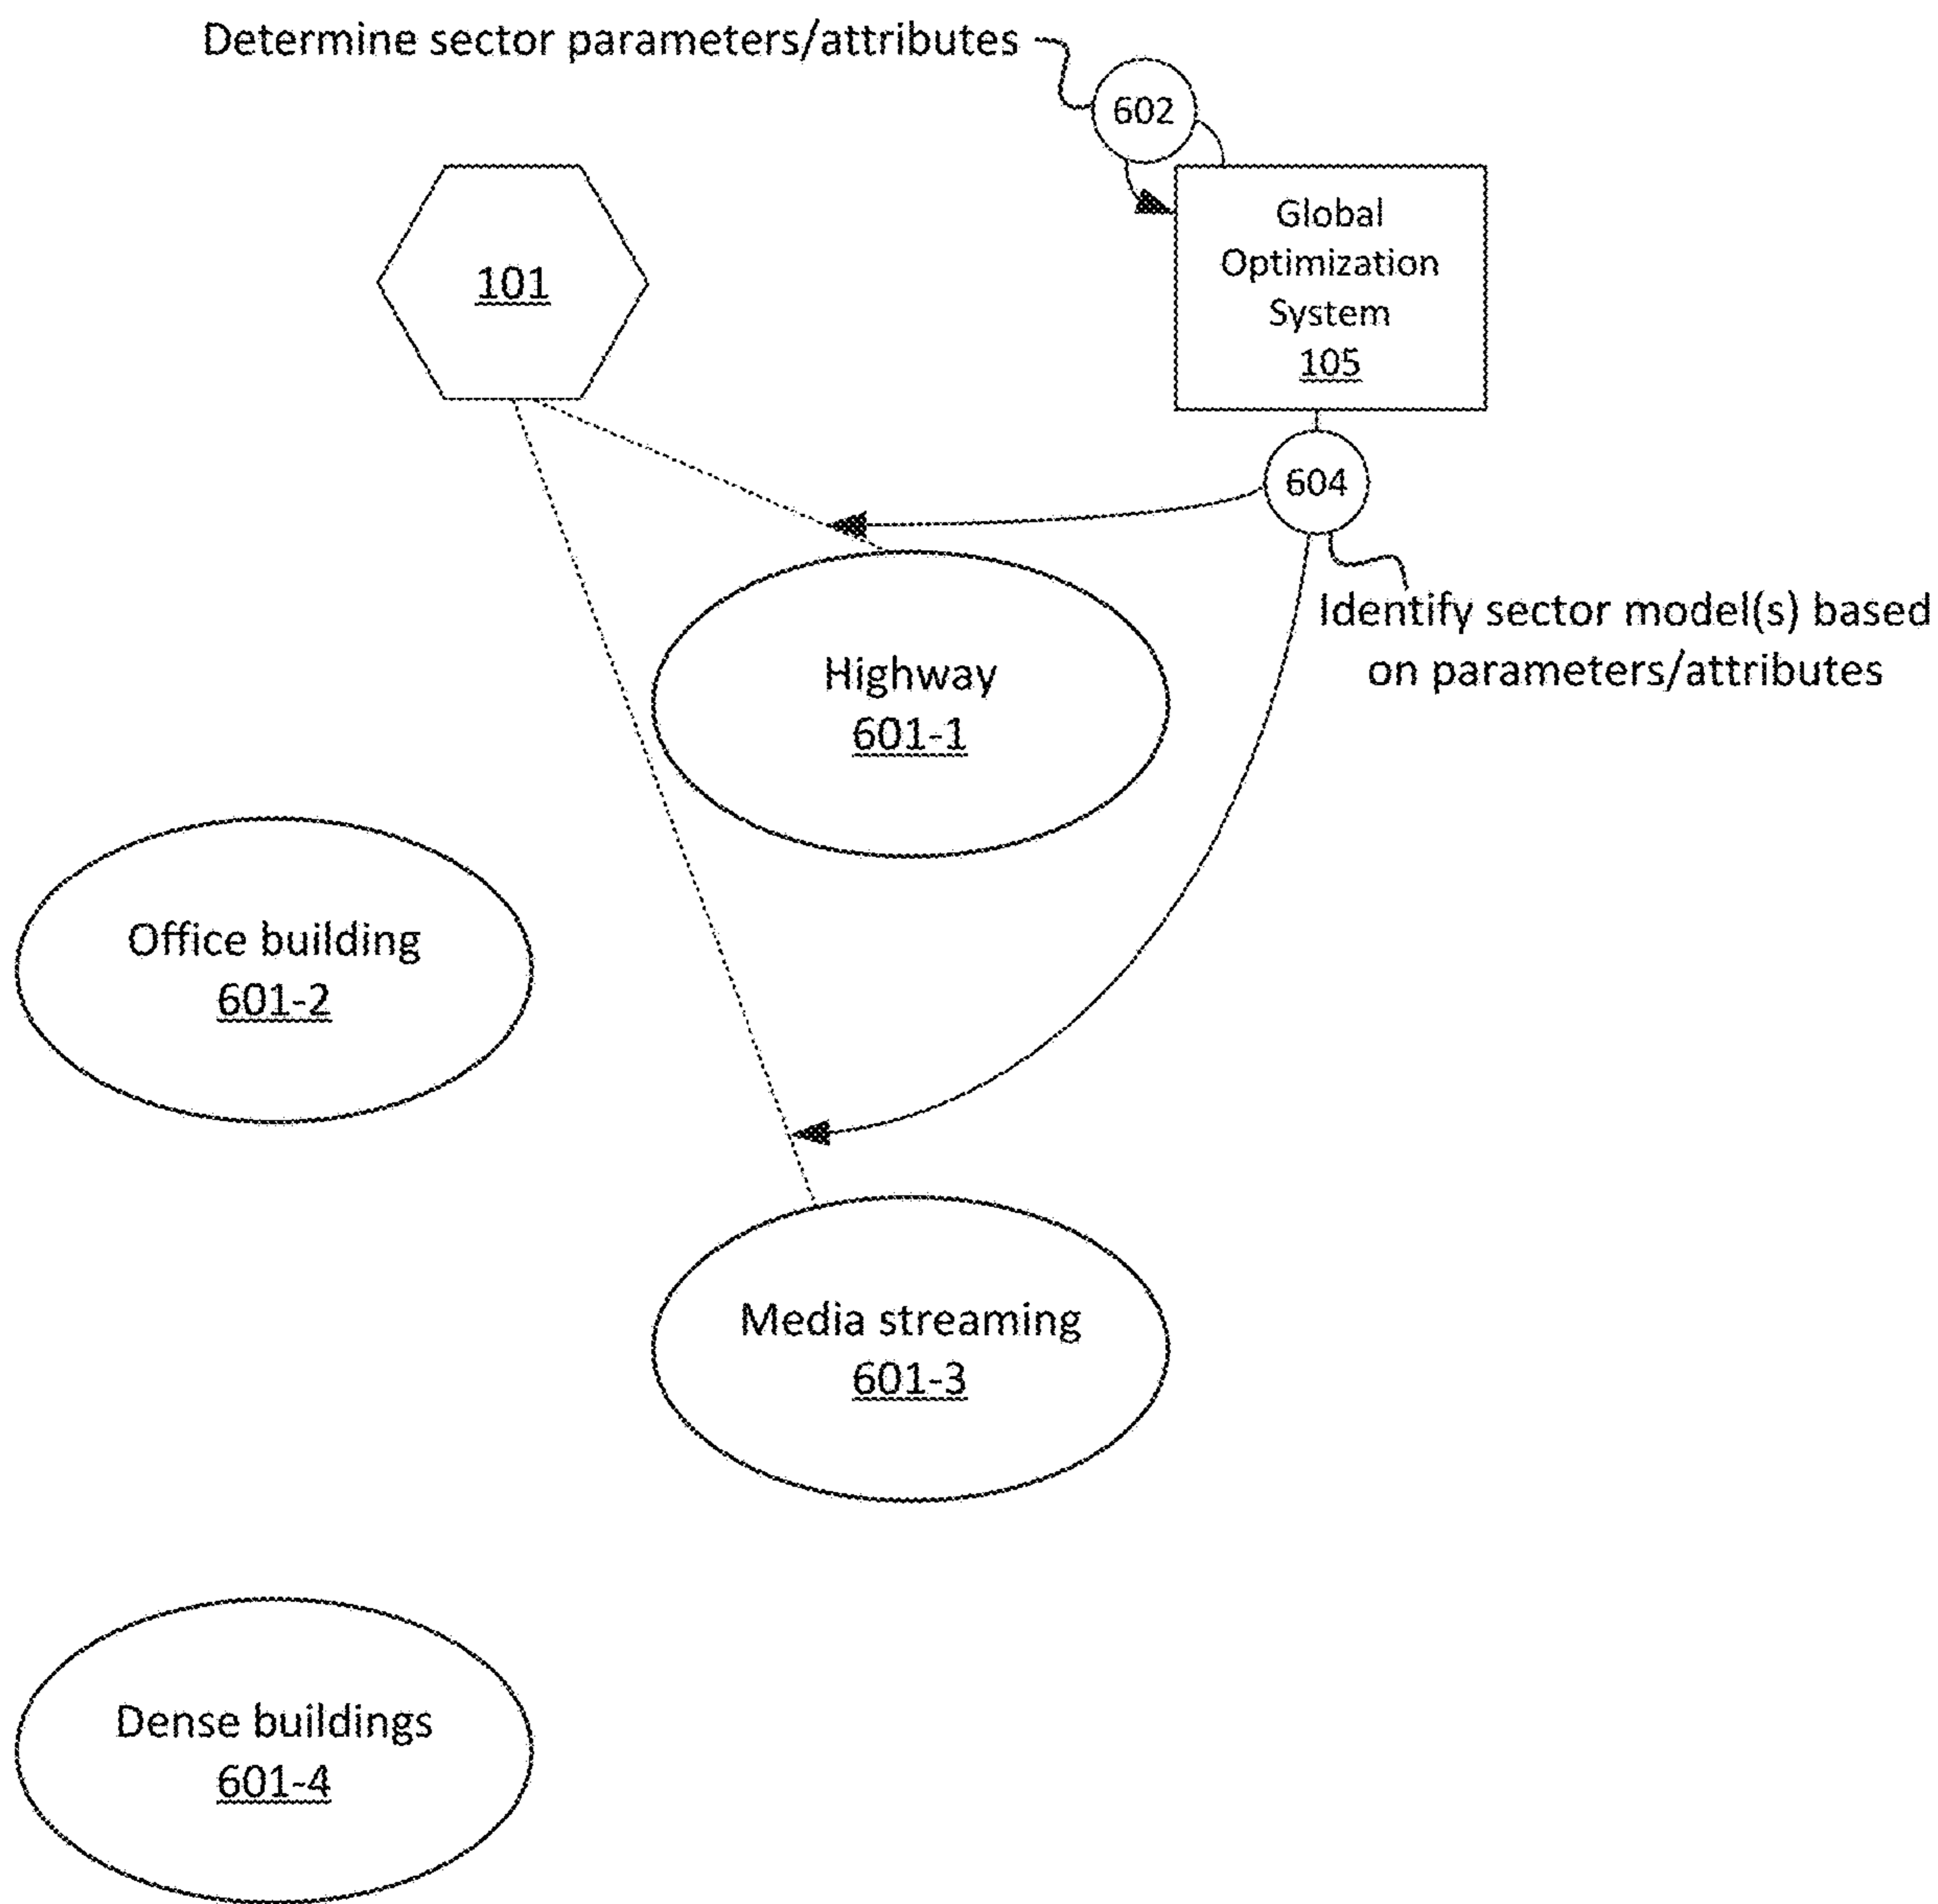 Determine sector parameters/attributes
602
101
Global
Optimization
System
105
604
Identify sector model(s) based
on parameters/attributes
Highway
601-1
Office building
601-2
Media streaming
601-3
Dense buildings
601-4